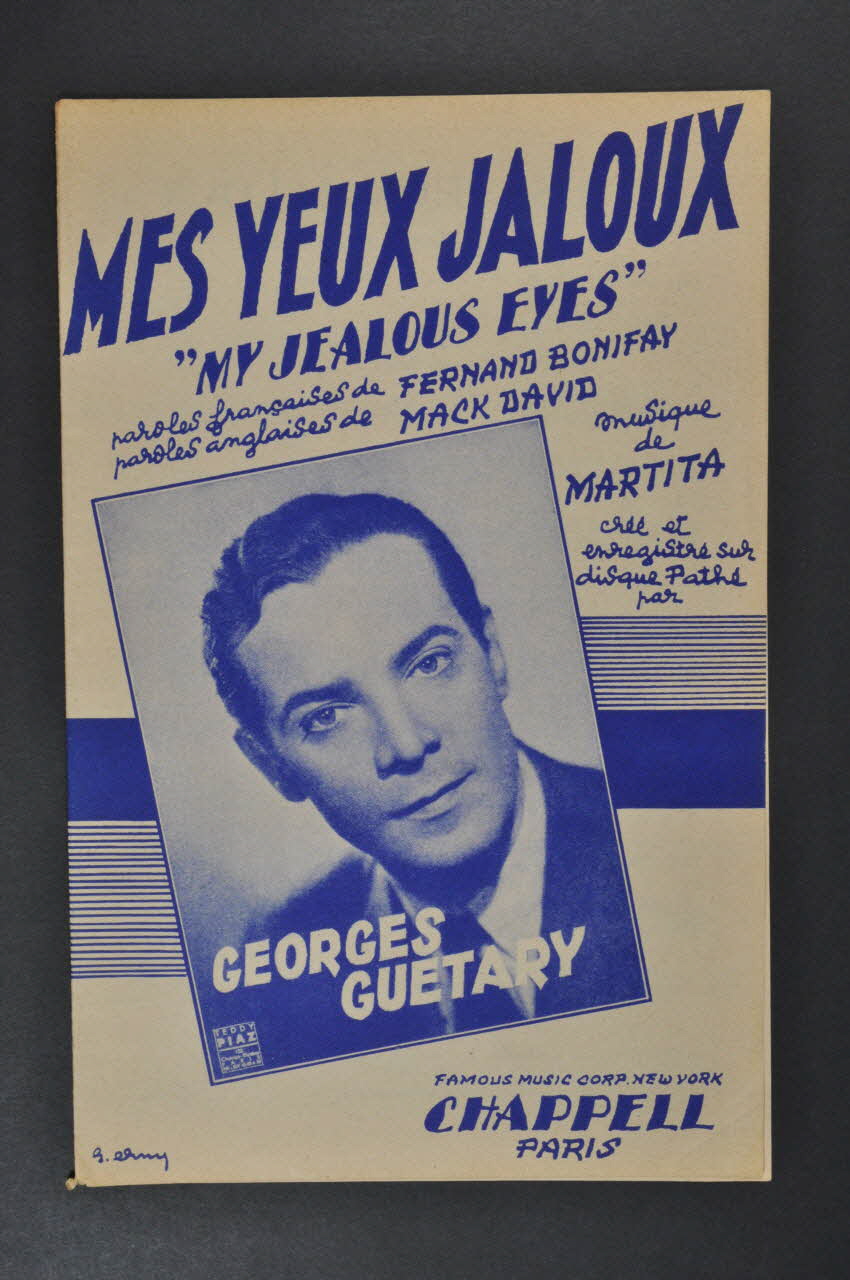 MES YEUX JALOUX
"MY JEALOUS EYES"
paroles françaises de FERNAND BONIFAY
paroles anglaises de MACK DAVID
musique
de
MARTITA
créé et
enregistré sur
disque Pathé
par
GEORGES
GUETARY
TEDDY
PIAZ
PARIS
FAMOUS MUSIC CORP. NEW YORK
CHAPPELL
PARIS